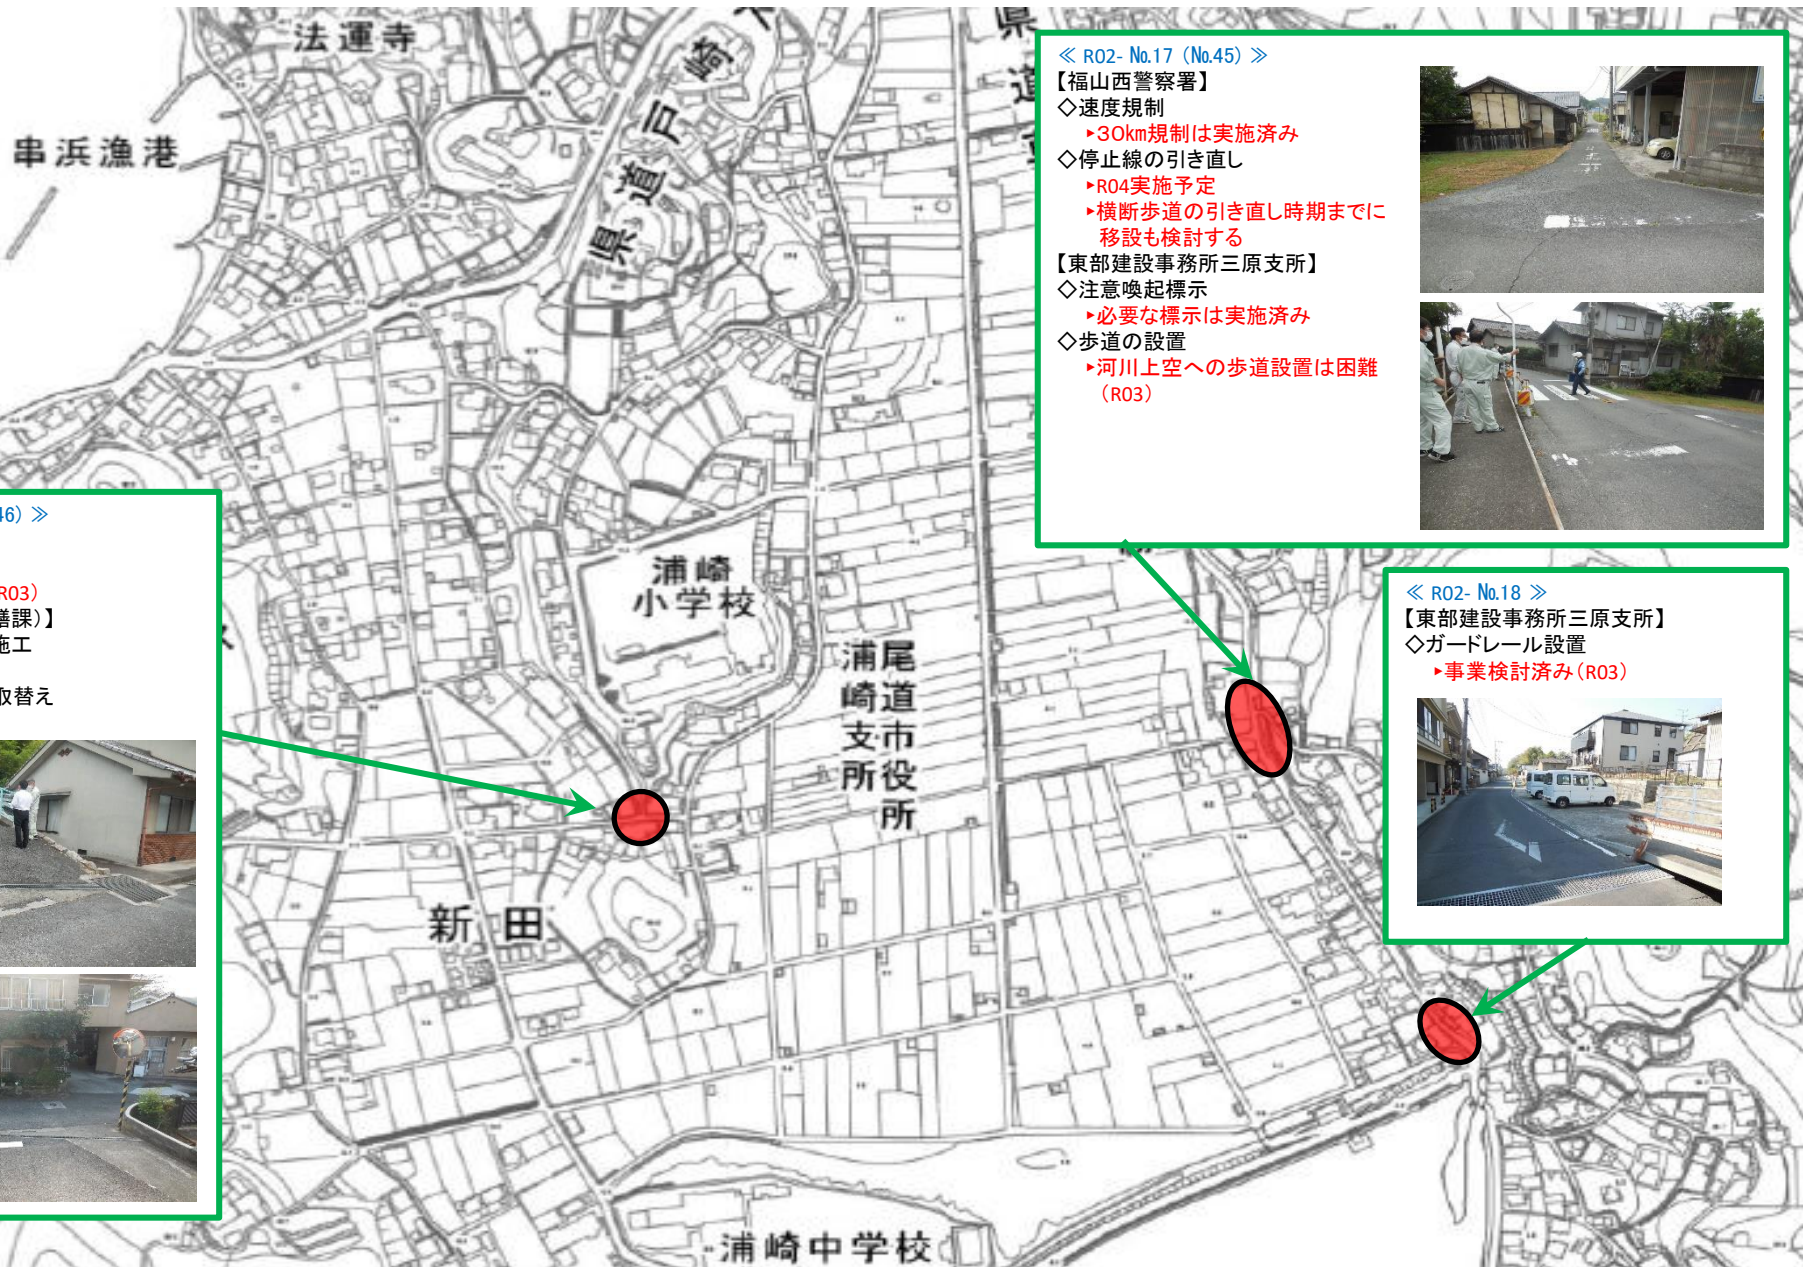 法運寺
串浜漁港
県道戸崎
県道
浦崎
小学校
尾道市役所
浦崎支所
新田
浦崎中学校
≪ R02- №17 (№45) ≫
【福山西警察署】
◇速度規制
▸30km規制は実施済み
◇停止線の引き直し
▸R04実施予定
▸横断歩道の引き直し時期までに
移設も検討する
【東部建設事務所三原支所】
◇注意喚起標示
▸必要な標示は実施済み
◇歩道の設置
▸河川上空への歩道設置は困難
(R03)
≪ R02- №18 ≫
【東部建設事務所三原支所】
◇ガードレール設置
▸事業検討済み(R03)
46) ≫
R03)
繕課)】
施工
取替え